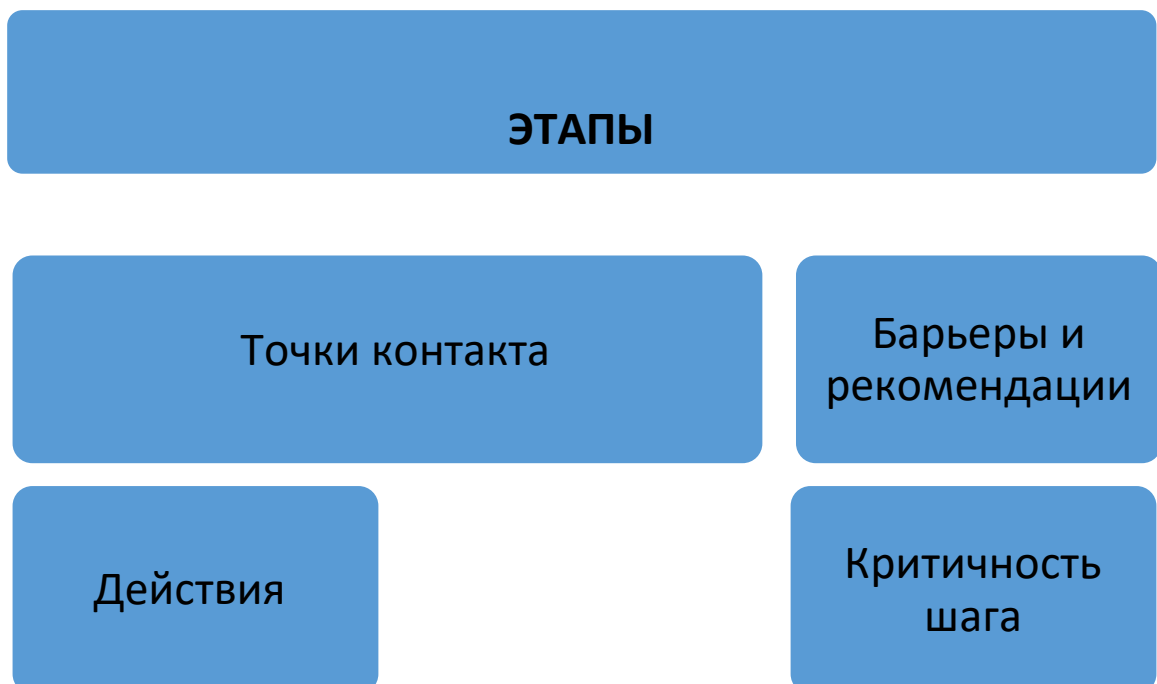 ЭТАПЫ
Точки контакта
Барьеры и
рекомендации
Действия
Критичность
шага